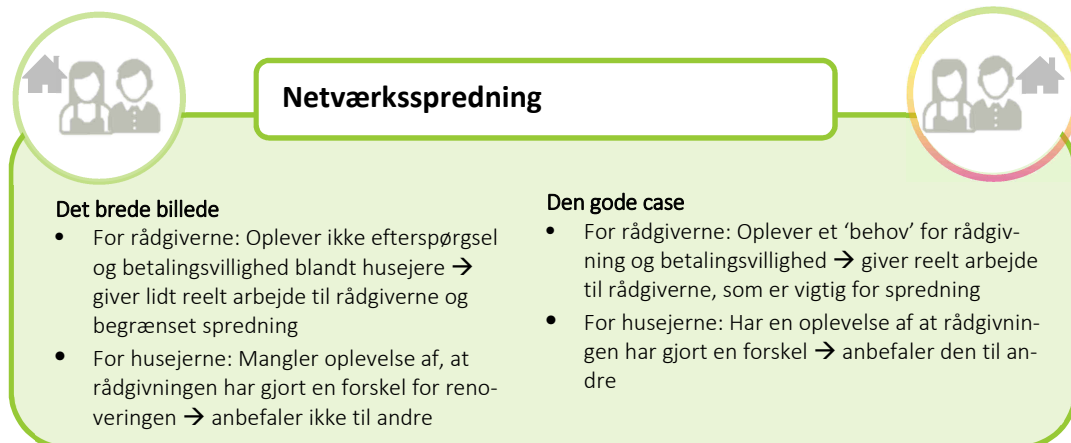 Netværksspredning
Det brede billede
• For rådgiverne: Oplever ikke efterspørgsel
og betalingsvillighed blandt husejere →
giver lidt reelt arbejde til rådgiverne og
begrænset spredning
• For husejerne: Mangler oplevelse af, at
rådgivningen har gjort en forskel for reno-
veringen → anbefaler ikke til andre
Den gode case
• For rådgiverne: Oplever et ‘behov’ for rådgiv-
ning og betalingsvillighed → giver reelt arbejde
til rådgiverne, som er vigtig for spredning
• For husejerne: Har en oplevelse af at rådgivnin-
gen har gjort en forskel → anbefaler den til an-
dre